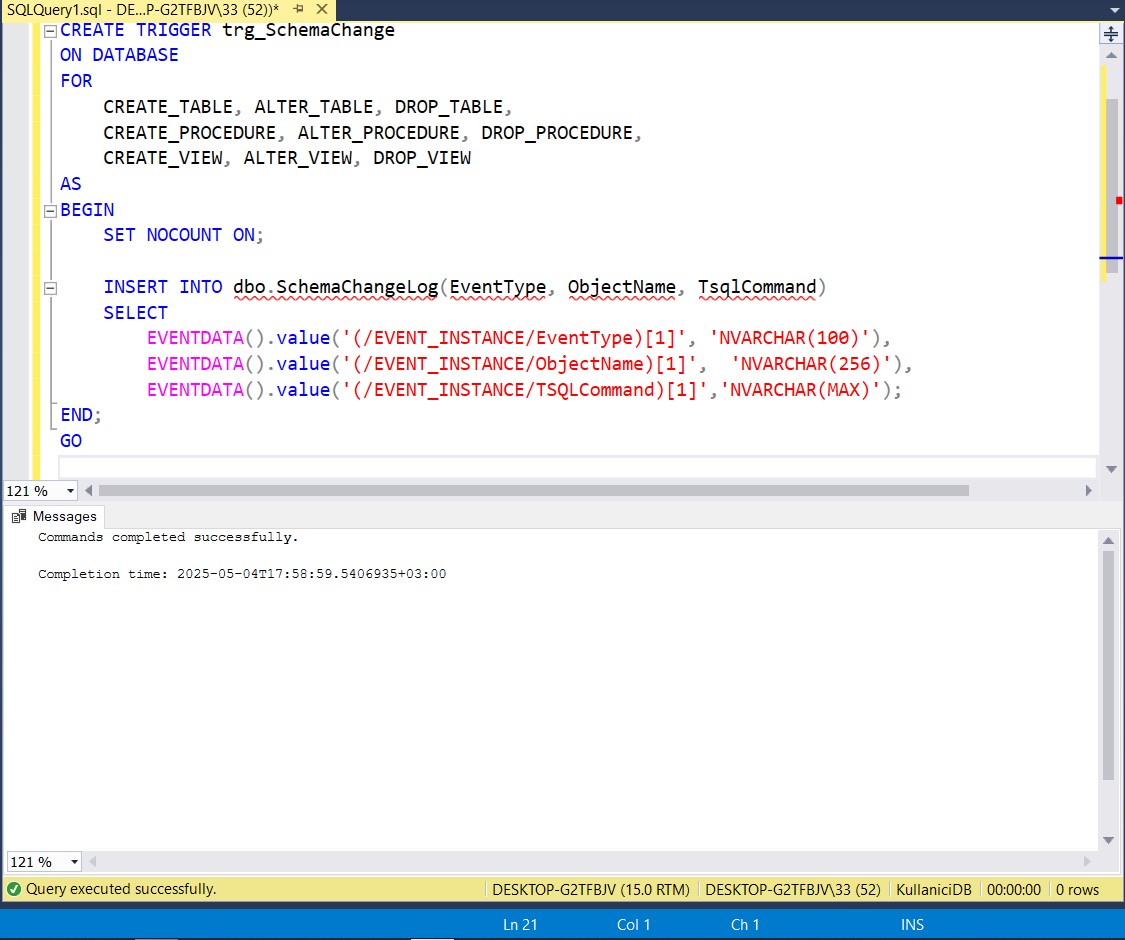 SQLQuery1.sql - DE...P-G2TFBJV\33 (52))*
CREATE TRIGGER trg_SchemaChange
ON DATABASE
FOR
    CREATE_TABLE, ALTER_TABLE, DROP_TABLE,
    CREATE_PROCEDURE, ALTER_PROCEDURE, DROP_PROCEDURE,
    CREATE_VIEW, ALTER_VIEW, DROP_VIEW
AS
BEGIN
    SET NOCOUNT ON;
    INSERT INTO dbo.SchemaChangeLog(EventType, ObjectName, TsqlCommand)
    SELECT
        EVENTDATA().value('(/EVENT_INSTANCE/EventType)[1]', 'NVARCHAR(100)'),
        EVENTDATA().value('(/EVENT_INSTANCE/ObjectName)[1]',  'NVARCHAR(256)'),
        EVENTDATA().value('(/EVENT_INSTANCE/TSQLCommand)[1]','NVARCHAR(MAX)');
END;
GO
121 %
Messages
Commands completed successfully.
Completion time: 2025-05-04T17:58:59.5406935+03:00
121 %
Query executed successfully. DESKTOP-G2TFBJV (15.0 RTM) DESKTOP-G2TFBJV\33 (52) KullaniciDB 00:00:00 0 rows
Ln 21 Col 1 Ch 1 INS